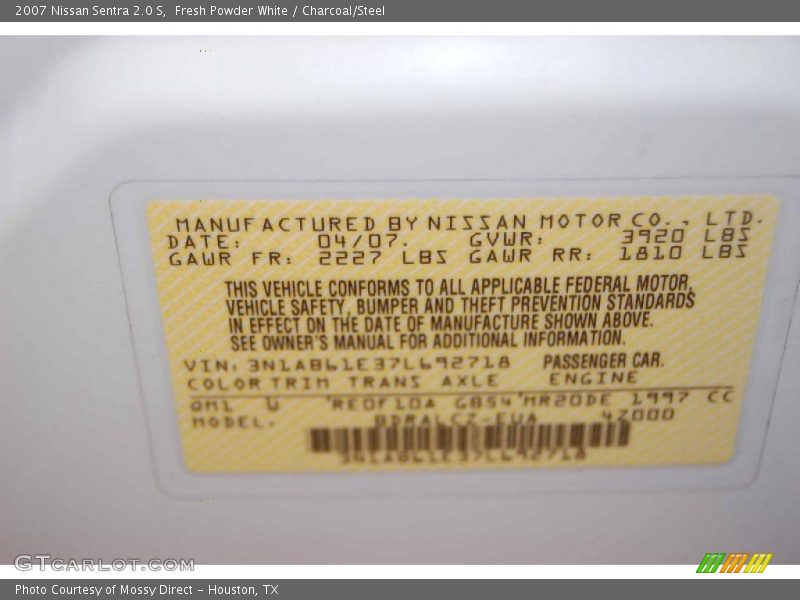 2007 Nissan Sentra 2.0 S, Fresh Powder White / Charcoal/Steel
MANUFACTURED BY NISSAN MOTOR CO., LTD.
DATE: 04/07. GVWR: 3920 LBS
GAWR FR: 2227 LBS GAWR RR: 1810 LBS
THIS VEHICLE CONFORMS TO ALL APPLICABLE FEDERAL MOTOR,
VEHICLE SAFETY, BUMPER AND THEFT PREVENTION STANDARDS
IN EFFECT ON THE DATE OF MANUFACTURE SHOWN ABOVE.
SEE OWNER'S MANUAL FOR ADDITIONAL INFORMATION.
VIN: 3N1AB61E37L692718 PASSENGER CAR.
COLOR TRIM TRANS AXLE ENGINE
QM1 RE0F10A GB54 MR20DE 1997 CC
MODEL.
3N1AB61E37L692718
GTCARLOT.COM
Photo Courtesy of Mossy Direct - Houston, TX